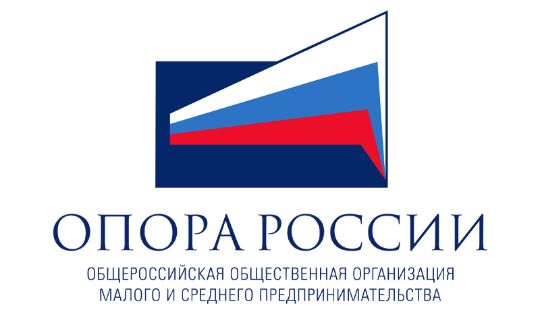 ОПОРА РОССИИ
ОБЩЕРОССИЙСКАЯ ОБЩЕСТВЕННАЯ ОРГАНИЗАЦИЯ
МАЛОГО И СРЕДНЕГО ПРЕДПРИНИМАТЕЛЬСТВА